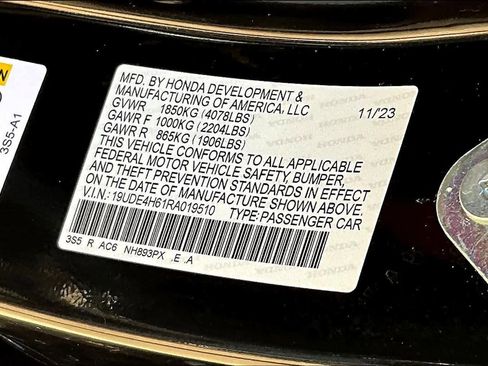 MFD. BY HONDA DEVELOPMENT &
MANUFACTURING OF AMERICA, LLC
GVWR 1850KG (4078LBS) 11/23
GAWR F 1000KG (2204LBS)
GAWR R 865KG (1906LBS)
THIS VEHICLE CONFORMS TO ALL APPLICABLE
FEDERAL MOTOR VEHICLE SAFETY, BUMPER,
AND THEFT PREVENTION STANDARDS IN EFFECT
ON THE DATE OF MANUFACTURE SHOWN ABOVE.
V.I.N.: 19UDE4H61RA019510 TYPE: PASSENGER CAR
3S5 R AC6 NH893PX .E .A
3S5-A1